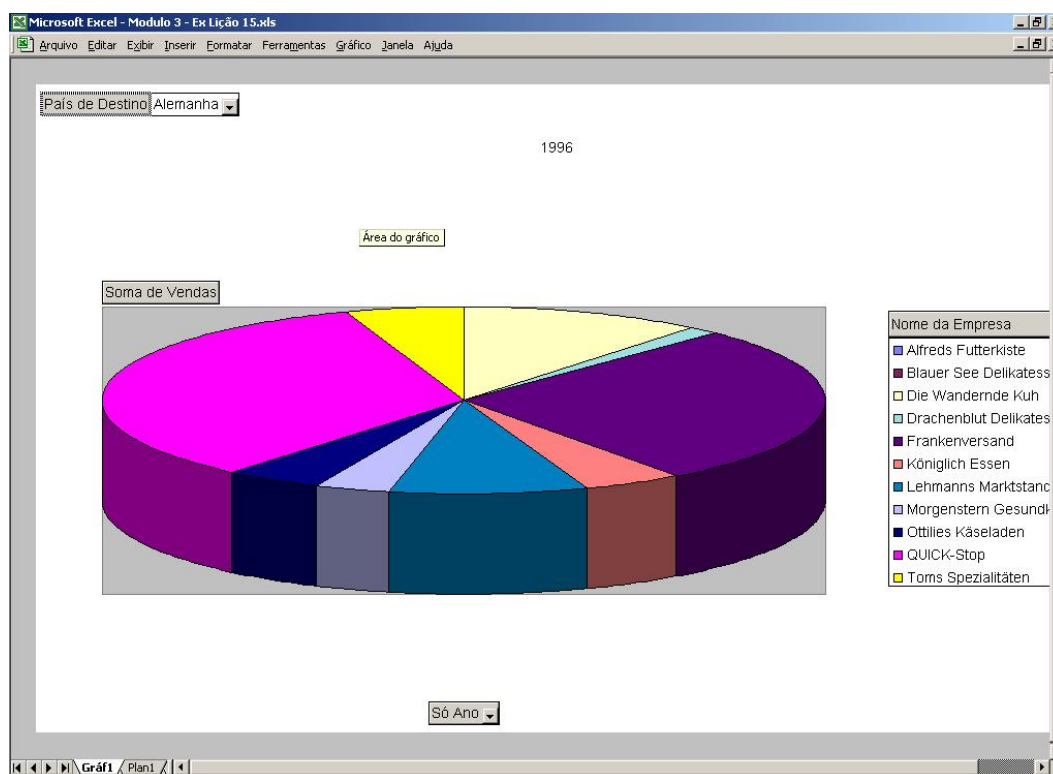 Microsoft Excel - Modulo 3 - Ex Lição 15.xls
Arquivo Editar Exibir Inserir Formatar Ferramentas Gráfico Janela Ajuda
País de Destino Alemanha
1996
Área do gráfico
Soma de Vendas
Nome da Empresa
Alfreds Futterkiste
Blauer See Delikatess
Die Wandernde Kuh
Drachenblut Delikates
Frankenversand
Königlich Essen
Lehmanns Marktstand
Morgenstern Gesundk
Ottilies Käseladen
QUICK-Stop
Toms Spezialitäten
Só Ano
Gráf1 Plan1